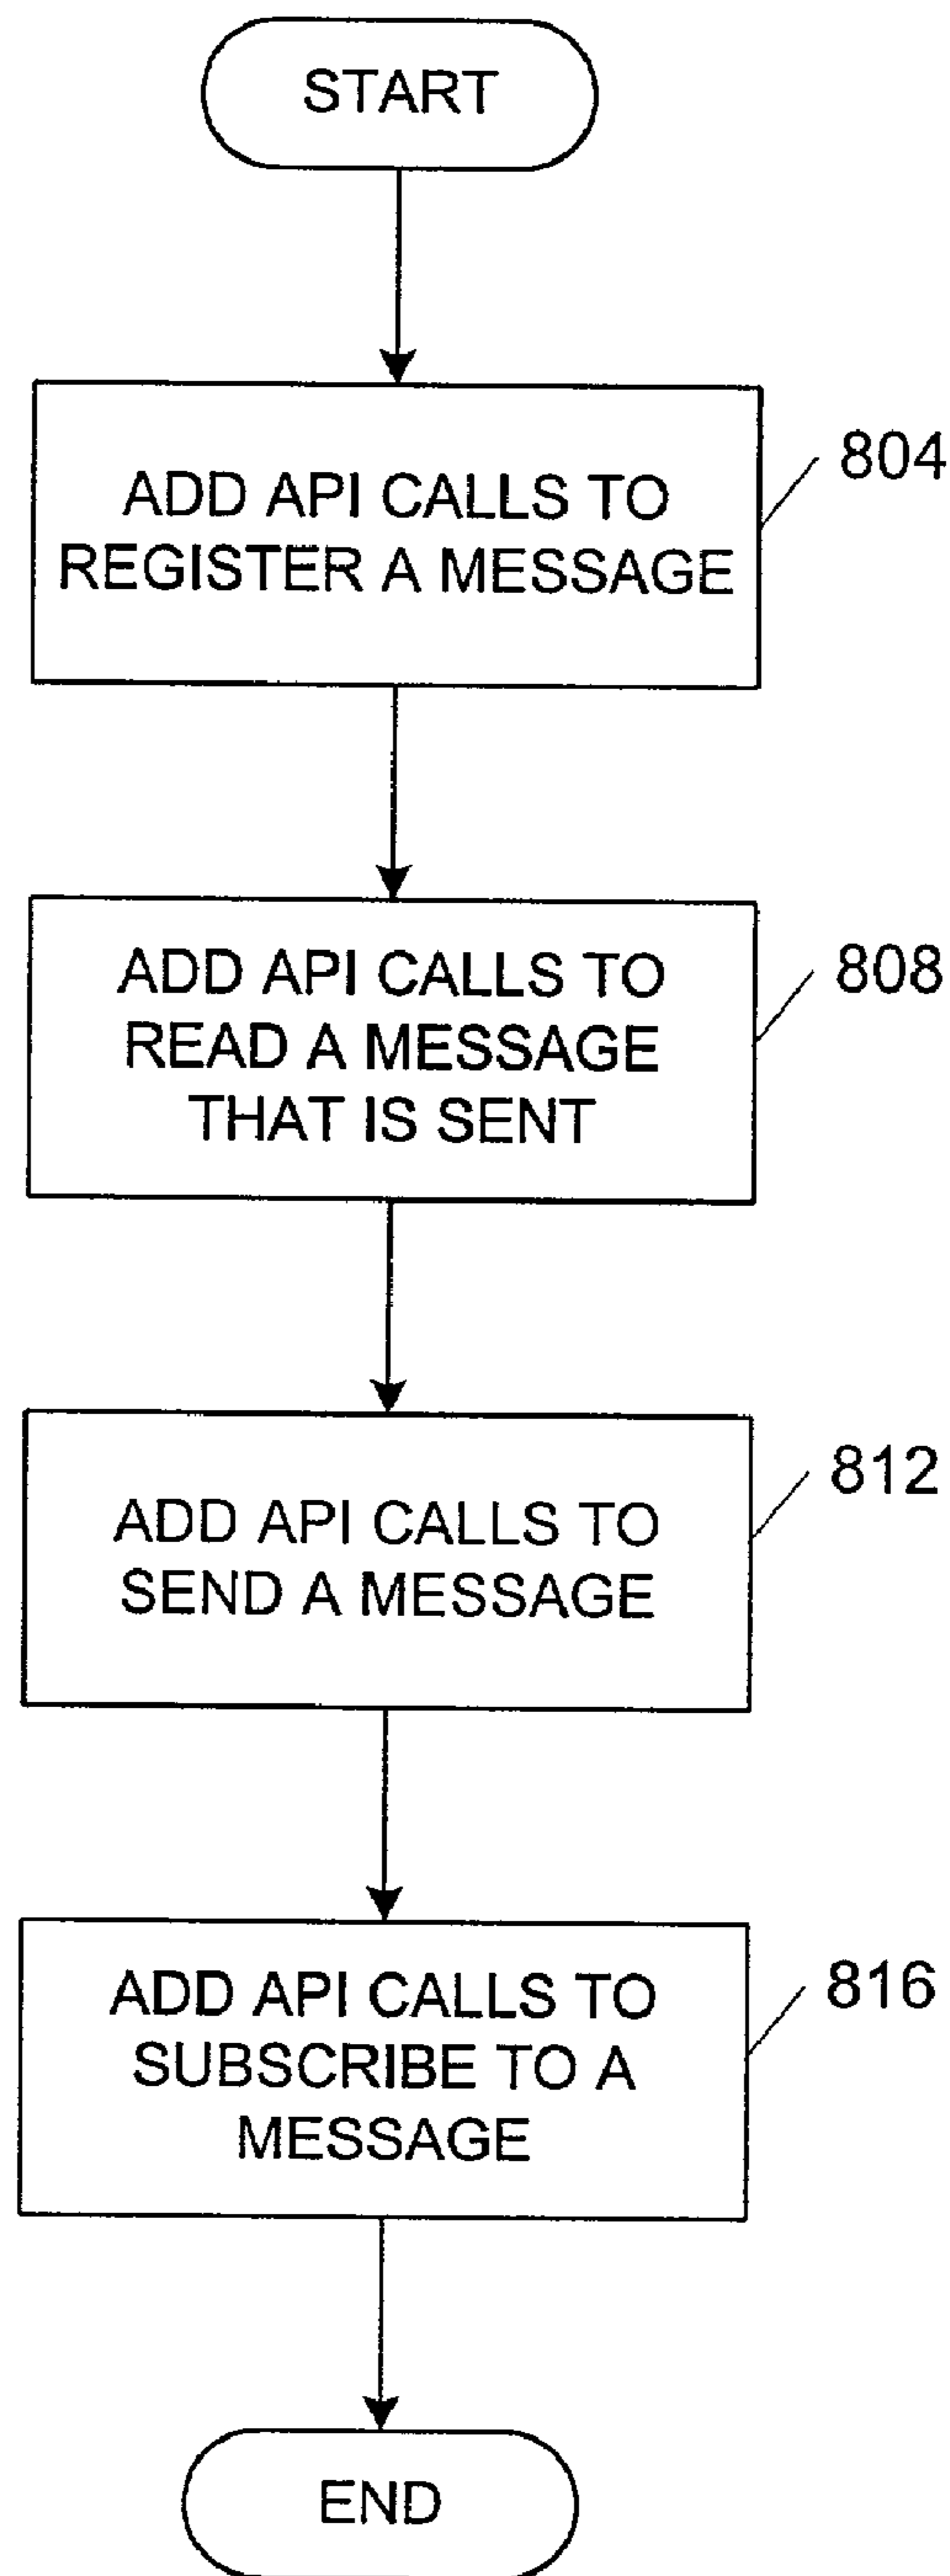 START
ADD API CALLS TO
REGISTER A MESSAGE
804
ADD API CALLS TO
READ A MESSAGE
THAT IS SENT
808
ADD API CALLS TO
SEND A MESSAGE
812
ADD API CALLS TO
SUBSCRIBE TO A
MESSAGE
816
END